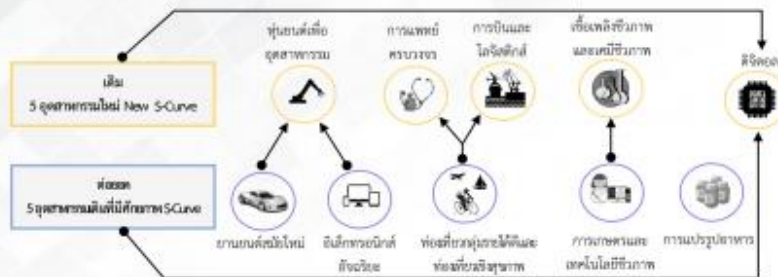 หุ่นยนต์เพื่อ
อุตสาหกรรม
การแพทย์
ครบวงจร
การบินและ
โลจิสติกส์
เชื้อเพลิงชีวภาพ
และเคมีชีวภาพ
ดิจิตอล
เติม
5 อุตสาหกรรมใหม่ New S-Curve
ต่อยอด
5 อุตสาหกรรมเดิมที่มีศักยภาพ S-Curve
ยานยนต์สมัยใหม่
อิเล็กทรอนิกส์
อัจฉริยะ
ท่องเที่ยวกลุ่มรายได้ดีและ
ท่องเที่ยวเชิงสุขภาพ
การเกษตรและ
เทคโนโลยีชีวภาพ
การแปรรูปอาหาร